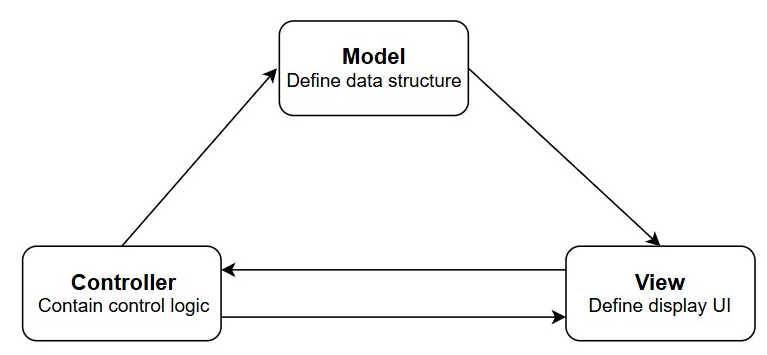 Model
Define data structure
Controller
Contain control logic
View
Define display UI